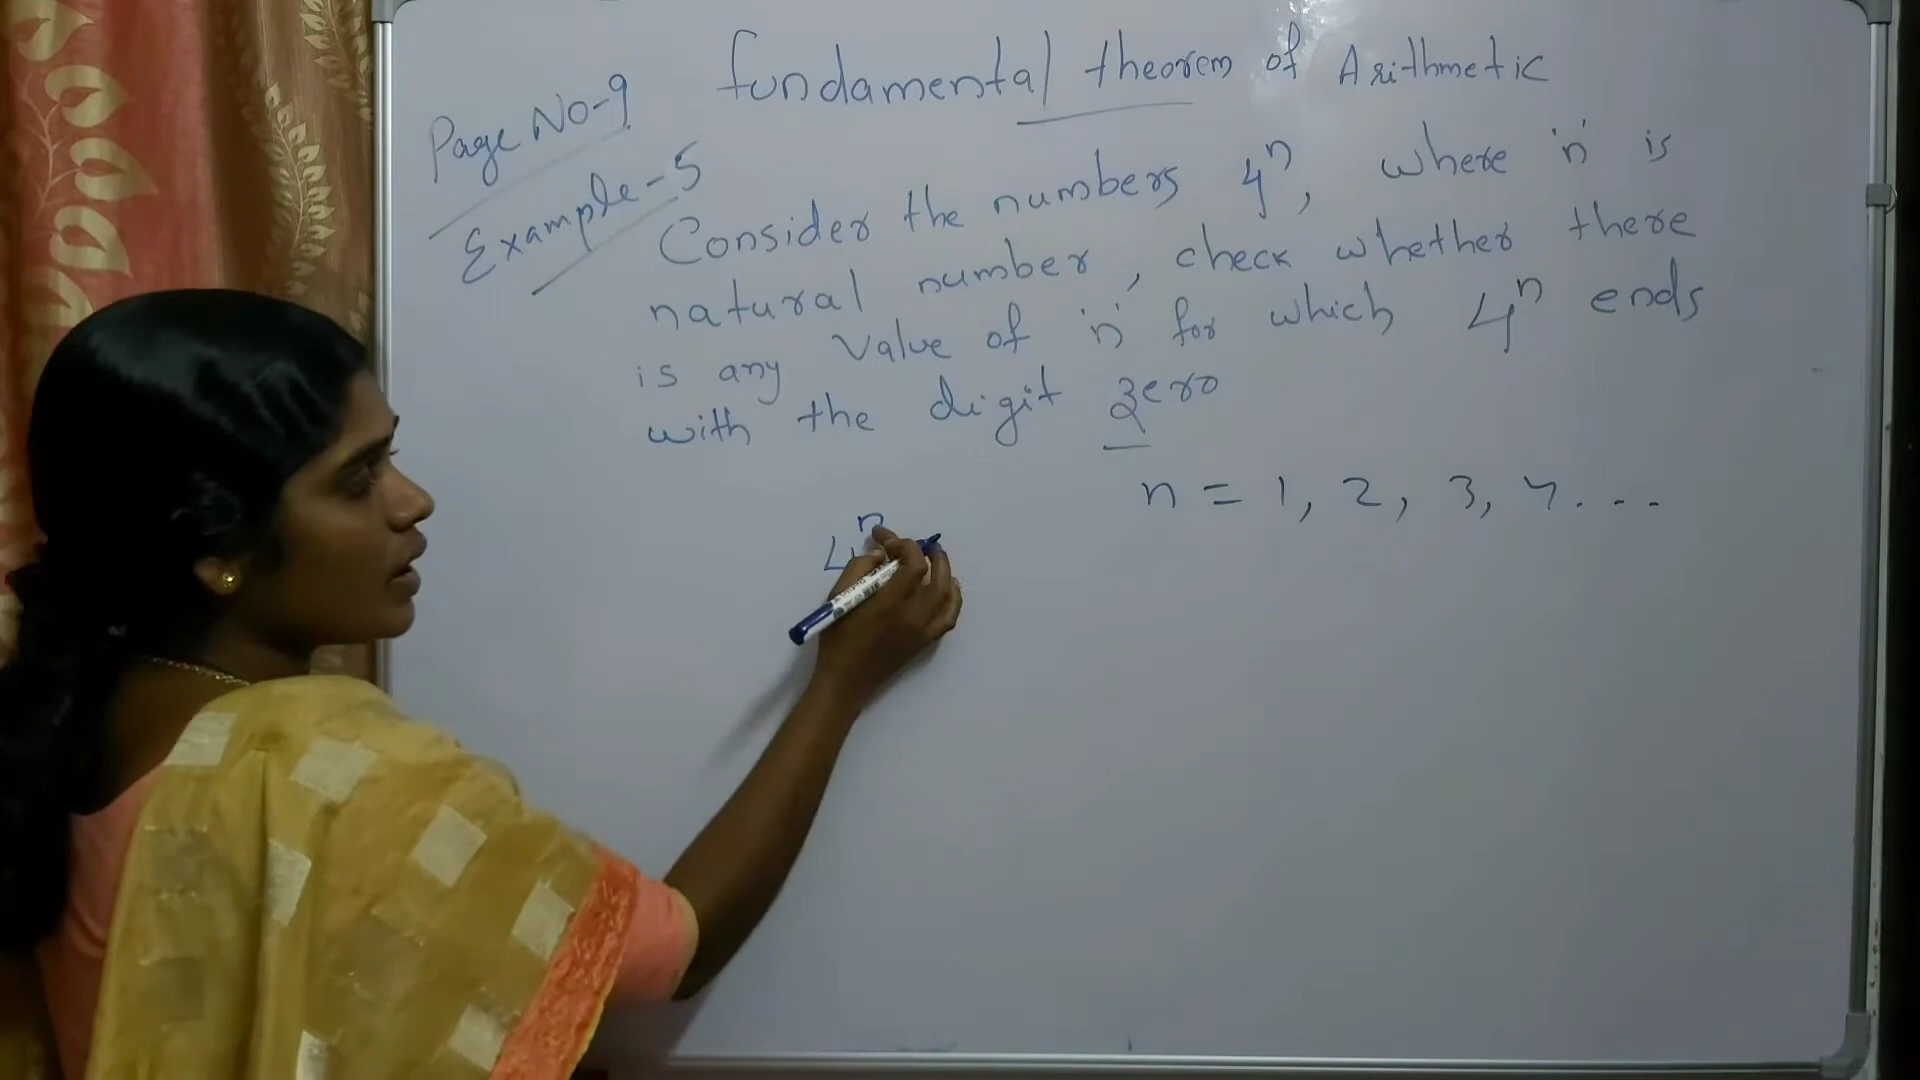 Fundamental theorem of Arithmetic
Page No-9
Example-5
Consider the numbers 4ⁿ, where 'n' is
natural number, check whether there
is any value of 'n' for which 4ⁿ ends
with the digit zero
n = 1, 2, 3, 4....
4ⁿ